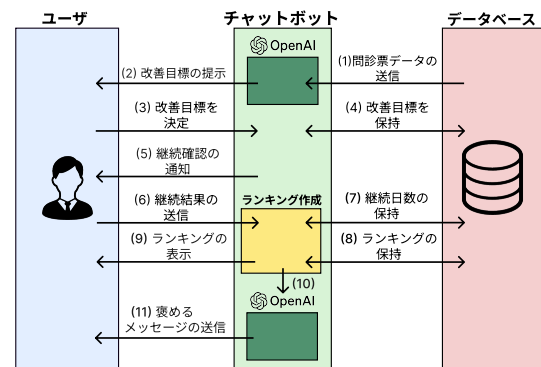 ユーザ
チャットボット
データベース
OpenAI
(1)問診票データの
送信
(2) 改善目標の提示
(3) 改善目標を
決定
(4) 改善目標を
保持
(5) 継続確認の
通知
(6) 継続結果の
送信
ランキング作成
(7) 継続日数の
保持
(8) ランキングの
保持
(9) ランキングの
表示
(10)
OpenAI
(11) 褒める
メッセージの送信